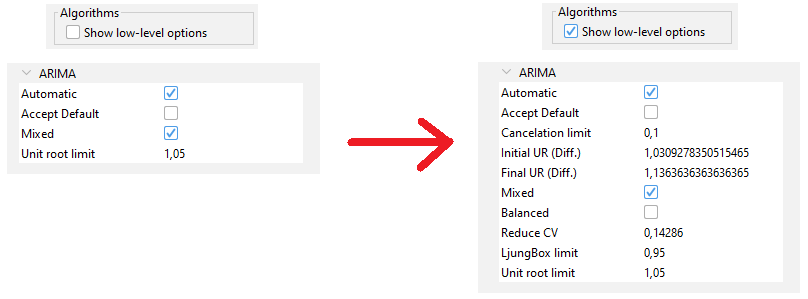 Algorithms
Show low-level options
ARIMA
Automatic
Accept Default
Mixed
Unit root limit 1,05
Algorithms
Show low-level options
ARIMA
Automatic
Accept Default
Cancelation limit 0,1
Initial UR (Diff.) 1,0309278350515465
Final UR (Diff.) 1,1363636363636365
Mixed
Balanced
Reduce CV 0,14286
LjungBox limit 0,95
Unit root limit 1,05